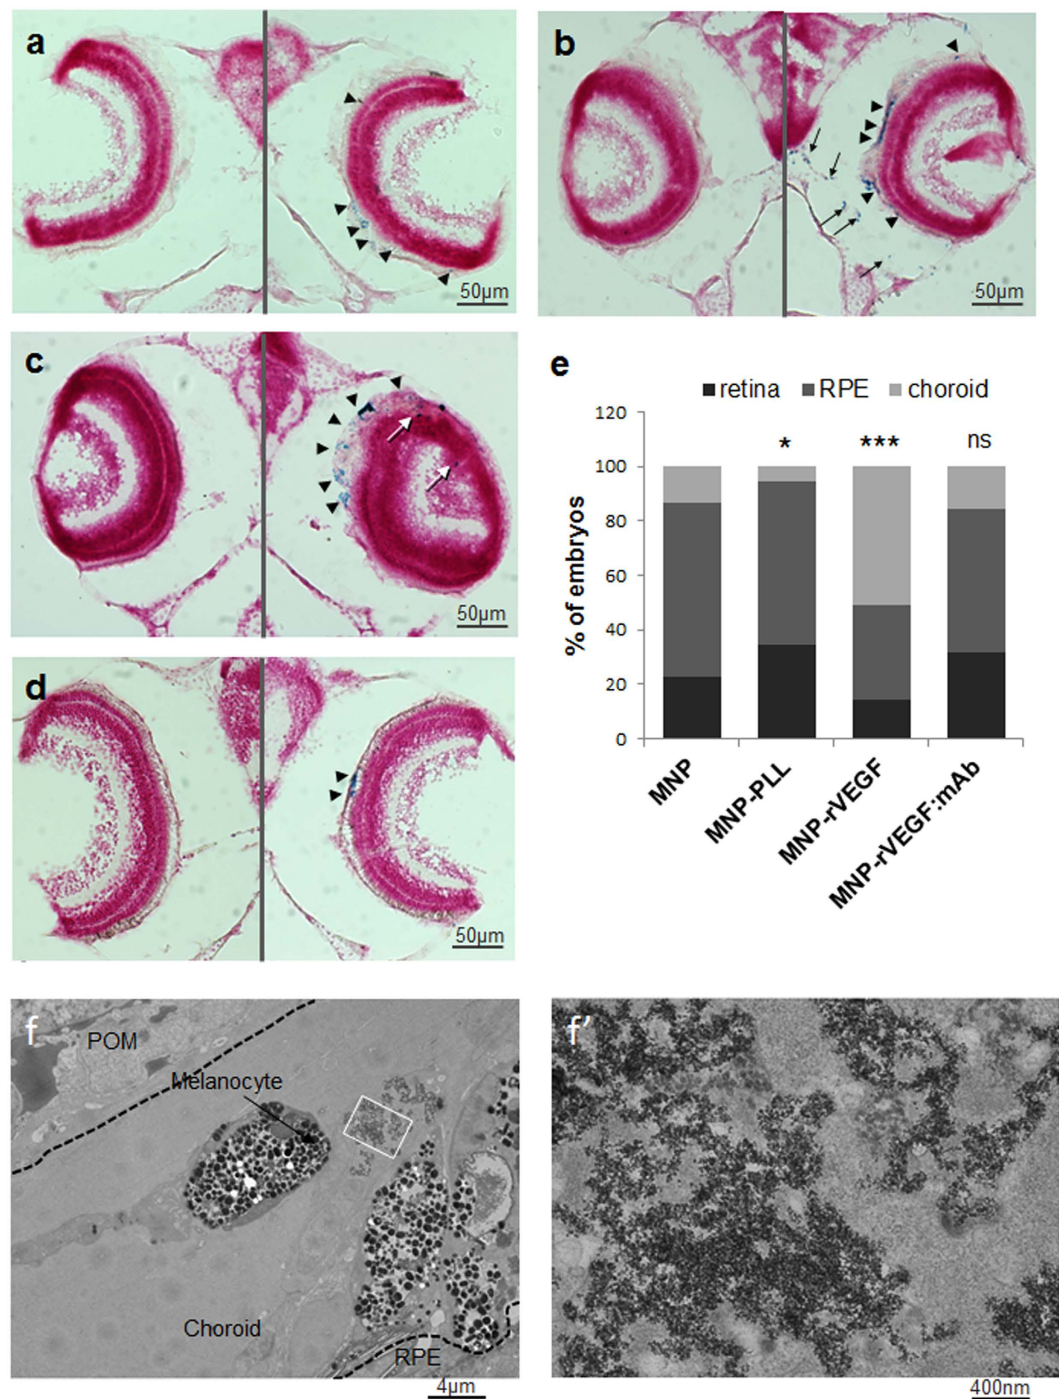 a
50µm
b
50µm
c
50µm
d
50µm
e
retina RPE choroid
120
100
80
60
40
20
0
% of embryos
* *** ns
MNP
MNP-PLL
MNP-rVEGF
MNP-rVEGF:mAb
f
POM
Melanocyte
Choroid
RPE
4µm
f'
400nm